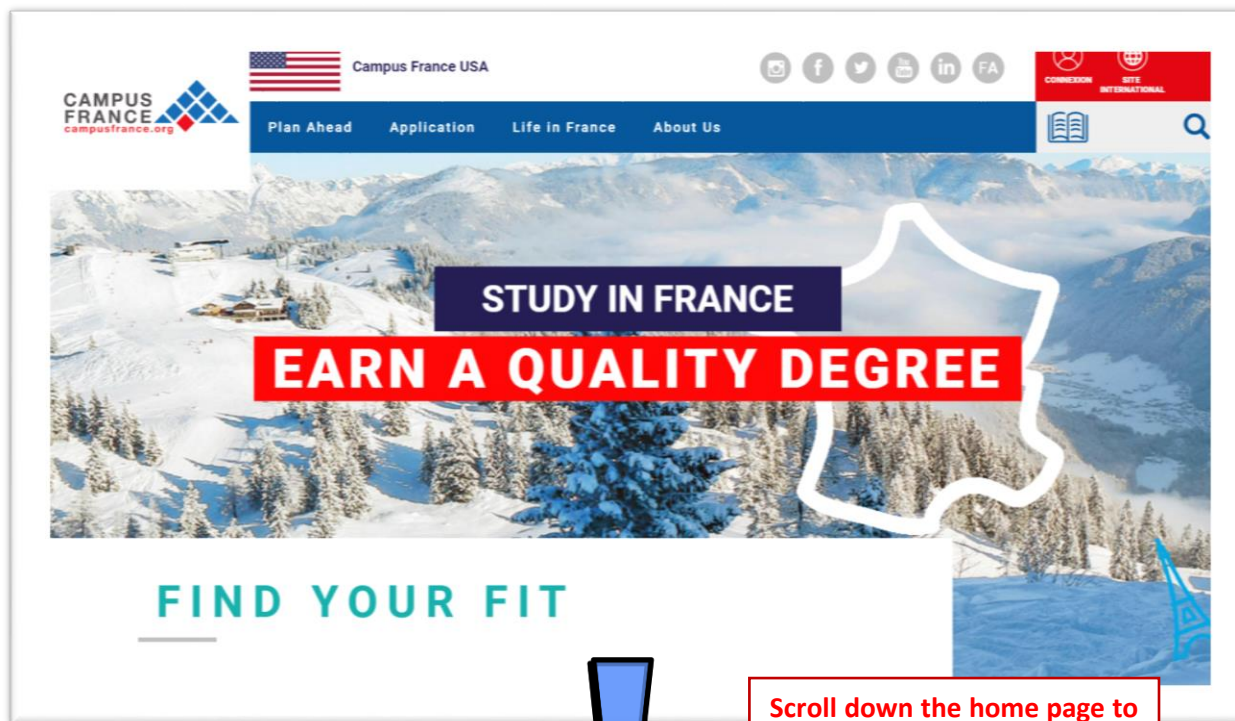 Campus France USA
FA
CONNEXION
SITE
INTERNATIONAL
CAMPUS
FRANCE
campusfrance.org
Plan Ahead Application Life in France About Us
STUDY IN FRANCE
EARN A QUALITY DEGREE
FIND YOUR FIT
Scroll down the home page to